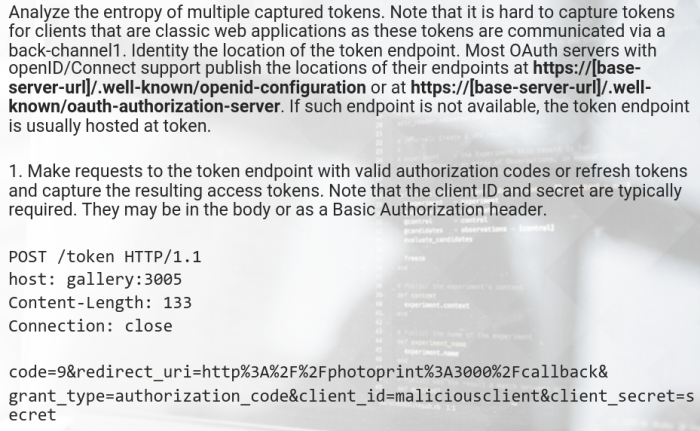 Analyze the entropy of multiple captured tokens. Note that it is hard to capture tokens
for clients that are classic web applications as these tokens are communicated via a
back-channel1. Identity the location of the token endpoint. Most OAuth servers with
openID/Connect support publish the locations of their endpoints at https://[base-
server-url]/.well-known/openid-configuration or at https://[base-server-url]/.well-
known/oauth-authorization-server. If such endpoint is not available, the token endpoint
is usually hosted at token.
1. Make requests to the token endpoint with valid authorization codes or refresh tokens
and capture the resulting access tokens. Note that the client ID and secret are typically
required. They may be in the body or as a Basic Authorization header.
POST /token HTTP/1.1
host: gallery:3005
Content-Length: 133
Connection: close
code=9&redirect_uri=http%3A%2F%2Fphotoprint%3A3000%2Fcallback&
grant_type=authorization_code&client_id=maliciousclient&client_secret=s
ecret